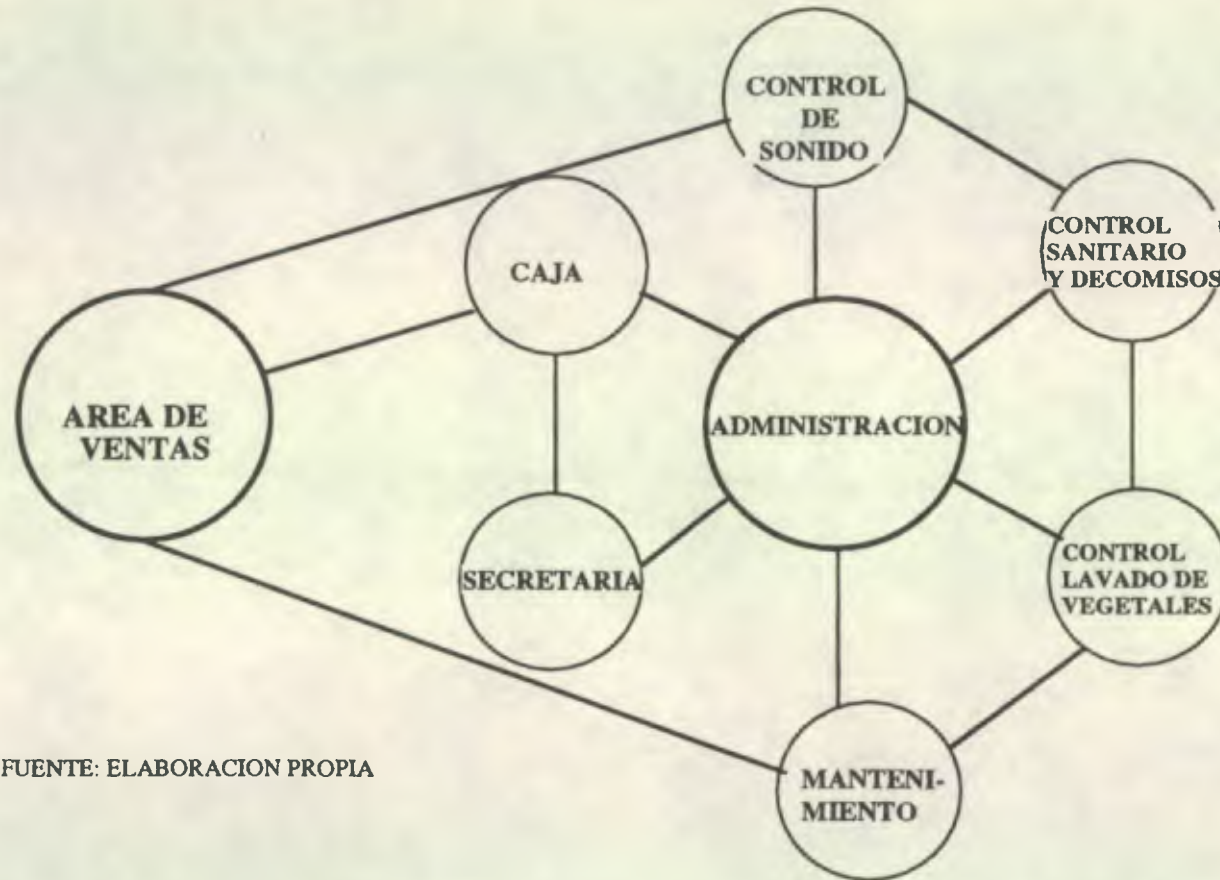 CONTROL
DE
SONIDO
CONTROL
SANITARIO
Y DECOMISOS
CAJA
AREA DE
VENTAS
ADMINISTRACION
SECRETARIA
CONTROL
LAVADO DE
VEGETALES
MANTENI-
MIENTO
FUENTE: ELABORACION PROPIA